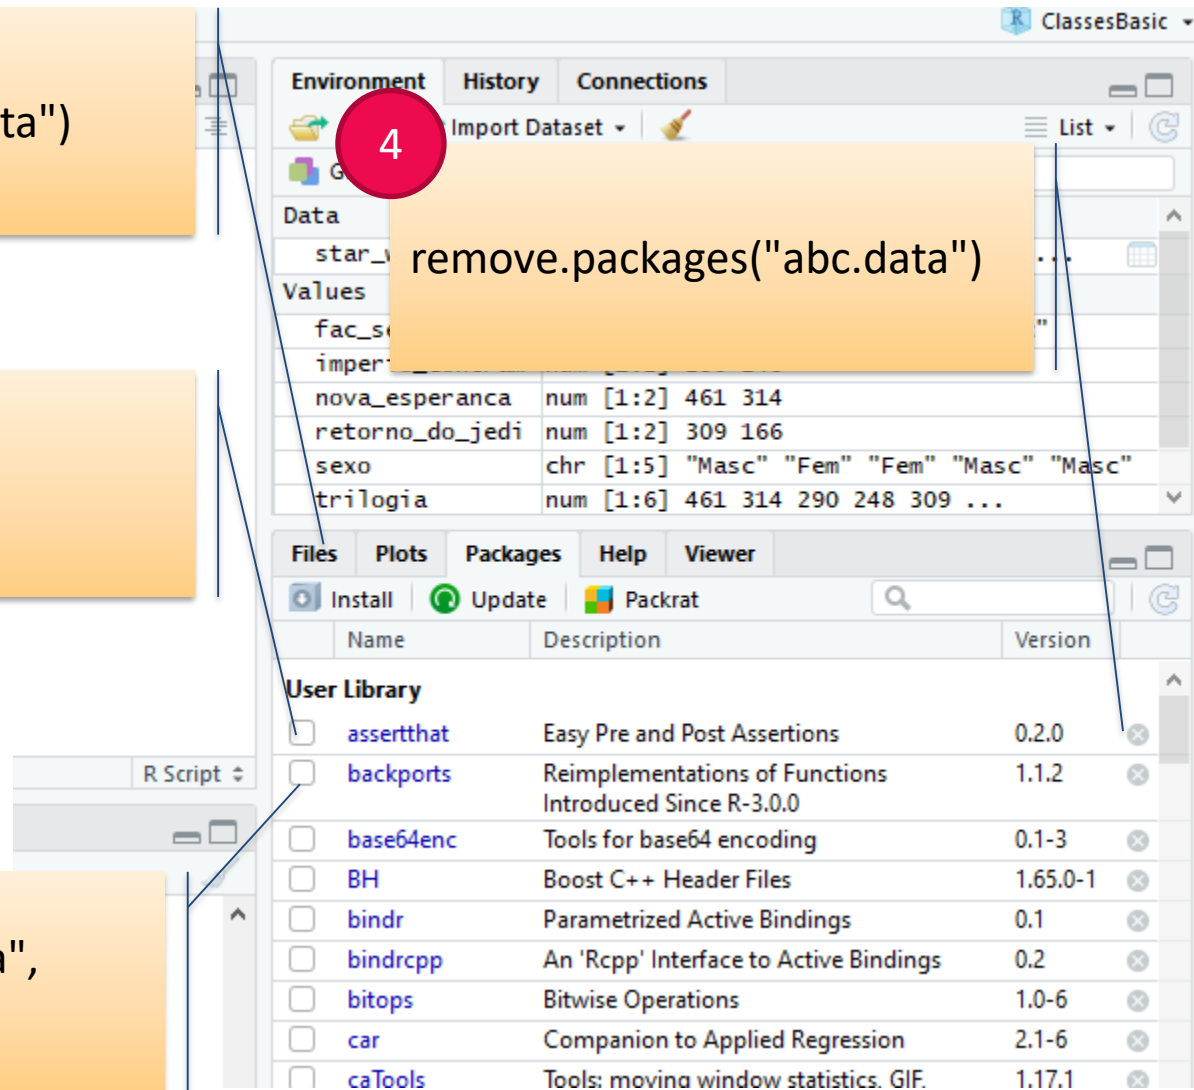 ClassesBasic
Environment History Connections
ta")
4
Import Dataset
List
G
Data
remove.packages("abc.data")
...
Values
nova_esperanca num [1:2] 461 314
retorno_do_jedi num [1:2] 309 166
sexo chr [1:5] "Masc" "Fem" "Fem" "Masc" "Masc"
trilogia num [1:6] 461 314 290 248 309 ...
Files Plots Packages Help Viewer
Install Update Packrat
Name Description Version
User Library
assertthat Easy Pre and Post Assertions 0.2.0
R Script
backports Reimplementations of Functions 1.1.2
Introduced Since R-3.0.0
base64enc Tools for base64 encoding 0.1-3
BH Boost C++ Header Files 1.65.0-1
bindr Parametrized Active Bindings 0.1
a",
bindrcpp An 'Rcpp' Interface to Active Bindings 0.2
bitops Bitwise Operations 1.0-6
car Companion to Applied Regression 2.1-6
caTools Tools: moving window statistics, GIF, 1.17.1